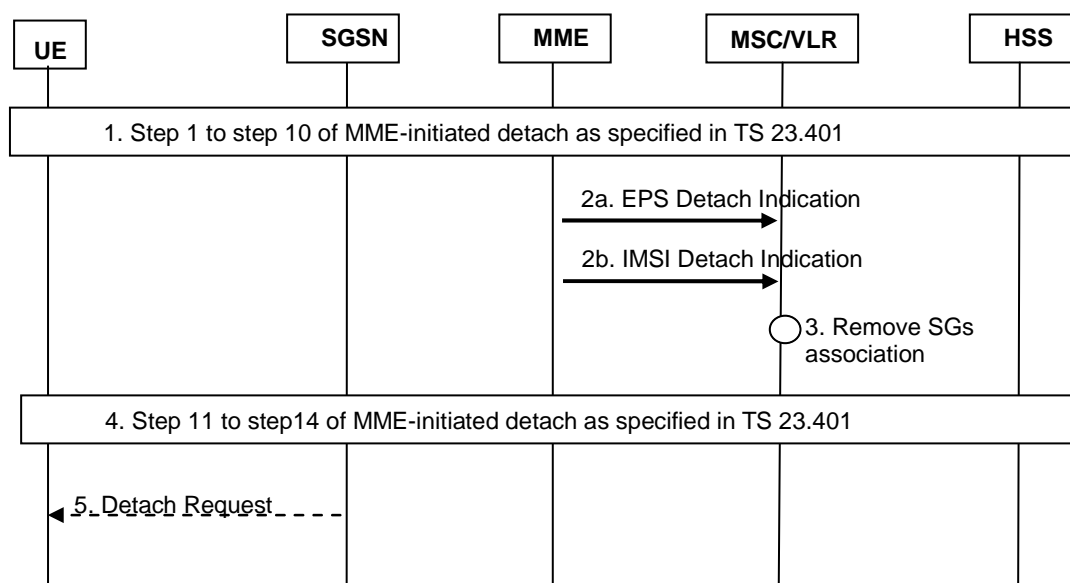 UE
SGSN
MME
MSC/VLR
HSS
1. Step 1 to step 10 of MME-initiated detach as specified in TS 23.401
2a. EPS Detach Indication
2b. IMSI Detach Indication
3. Remove SGs
association
4. Step 11 to step14 of MME-initiated detach as specified in TS 23.401
5. Detach Request